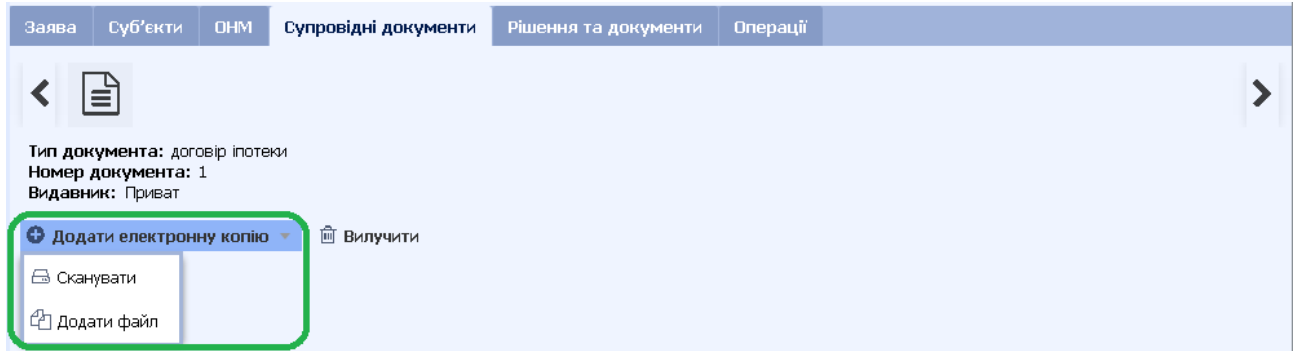 Заява Суб'єкти ОНМ Супровідні документи Рішення та документи Операції
Тип документа: договір іпотеки
Номер документа: 1
Видавник: Приват
Додати електронну копію Вилучити
Сканувати
Додати файл